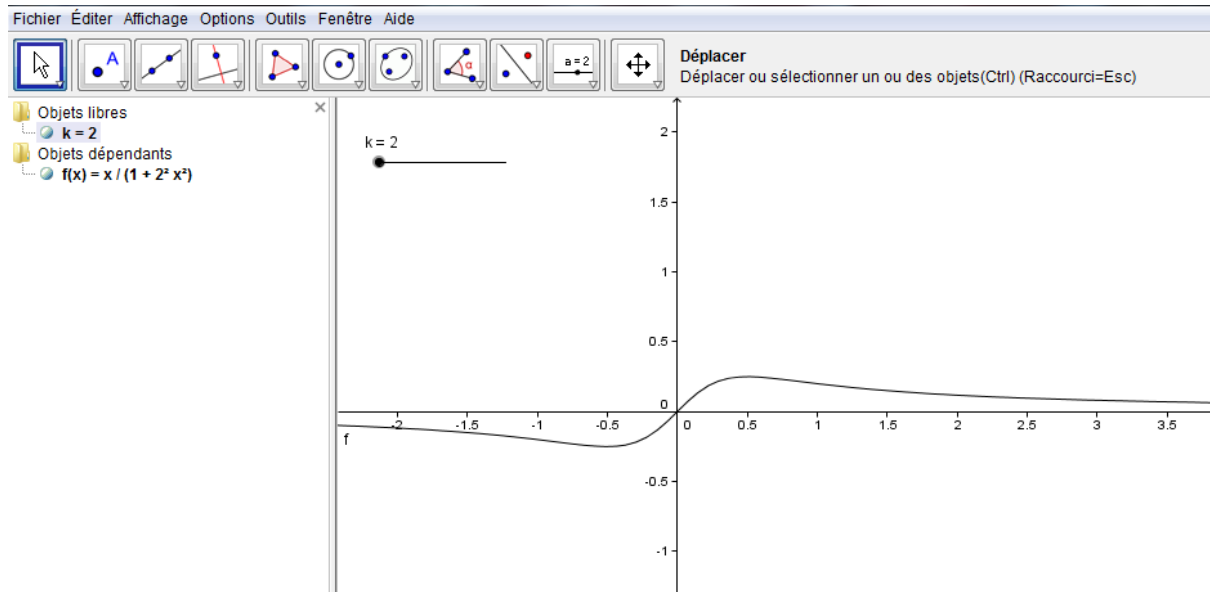 Fichier Éditer Affichage Options Outils Fenêtre Aide
A
α
a = 2
Déplacer
Déplacer ou sélectionner un ou des objets(Ctrl) (Raccourci=Esc)
Objets libres
k = 2
Objets dépendants
f(x) = x / (1 + 2² x²)
k = 2
2
1.5
1
0.5
0
-2 -1.5 -1 -0.5 0 0.5 1 1.5 2 2.5 3 3.5
f
-0.5
-1